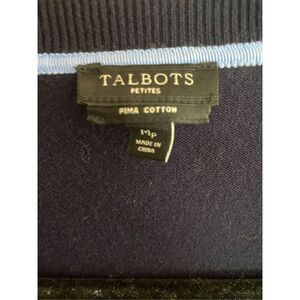 TALBOTS
PETITES
PIMA COTTON
MP
MADE IN
CHINA